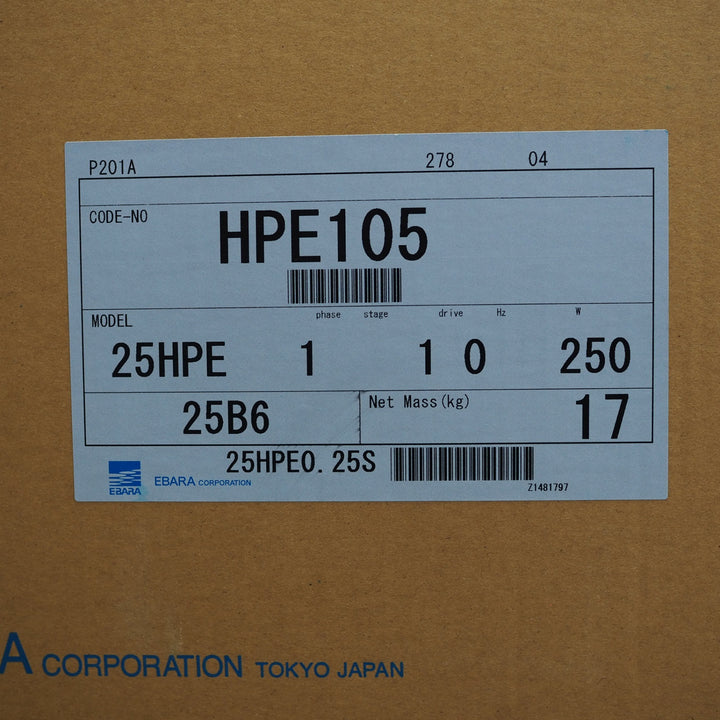 P201A 278 04
CODE-NO HPE105
MODEL phase stage drive Hz W
25HPE 1 1 0 250
25B6 Net Mass(kg) 17
25HPE0.25S
EBARA EBARA CORPORATION
Z1481797
A CORPORATION TOKYO JAPAN